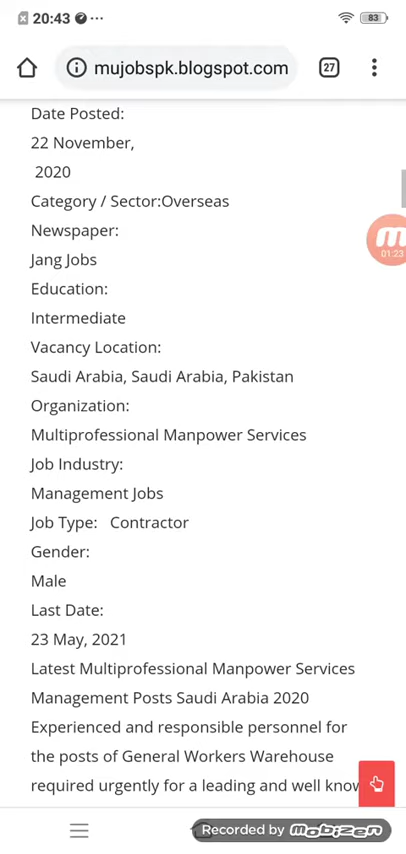 20:43
83
mujobspk.blogspot.com
27
Date Posted:
22 November,
2020
Category / Sector:Overseas
Newspaper:
Jang Jobs
01:23
Education:
Intermediate
Vacancy Location:
Saudi Arabia, Saudi Arabia, Pakistan
Organization:
Multiprofessional Manpower Services
Job Industry:
Management Jobs
Job Type: Contractor
Gender:
Male
Last Date:
23 May, 2021
Latest Multiprofessional Manpower Services
Management Posts Saudi Arabia 2020
Experienced and responsible personnel for
the posts of General Workers Warehouse
required urgently for a leading and well know
Recorded by mobizen